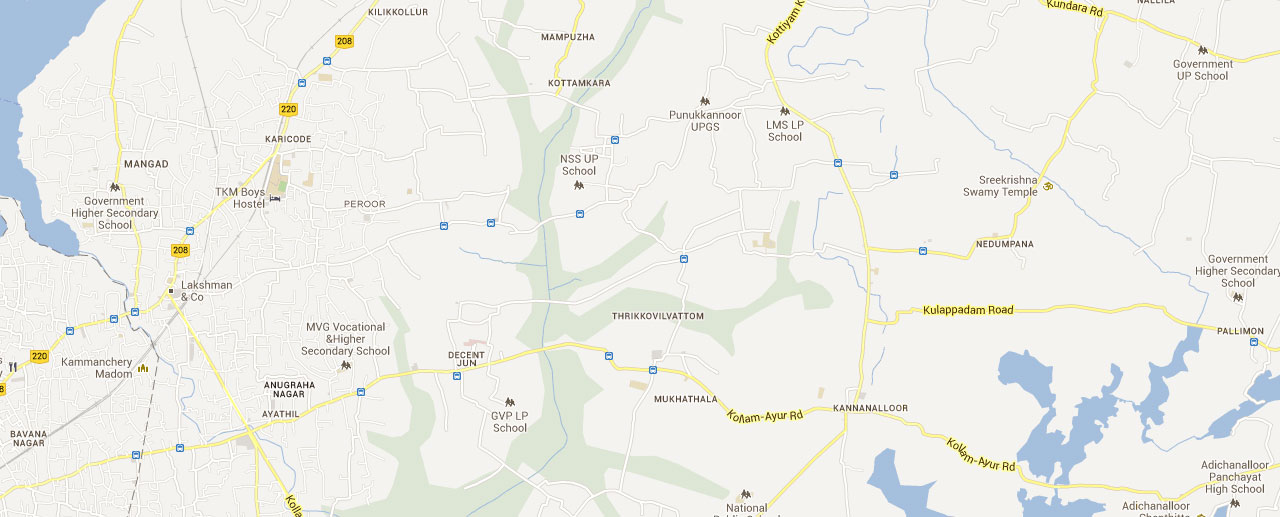 KILIKKOLLUR
208
MAMPUZHA
Kottiyam K
Kundara Rd
NALLILA
Government
UP School
KOTTAMKARA
220
Punukkannoor
UPGS
LMS LP
School
KARICODE
MANGAD
NSS UP
School
TKM Boys
Hostel
PEROOR
Government
Higher Secondary
School
Sreekrishna
Swamy Temple
208
NEDUMPANA
Government
Higher Secondary
School
Lakshman
& Co
Kulappadam Road
THRIKKOVILVATTOM
PALLIMON
MVG Vocational
&Higher
Secondary School
220
Kammanchery
Madom
DECENT
JUN
ANUGRAHA
NAGAR
AYATHIL
GVP LP
School
MUKHATHALA
Kollam-Ayur Rd
KANNANALLOOR
BAVANA
NAGAR
Kollam-Ayur Rd
Adichanalloor
Panchayat
High School
National
Adichanalloor
Kolla